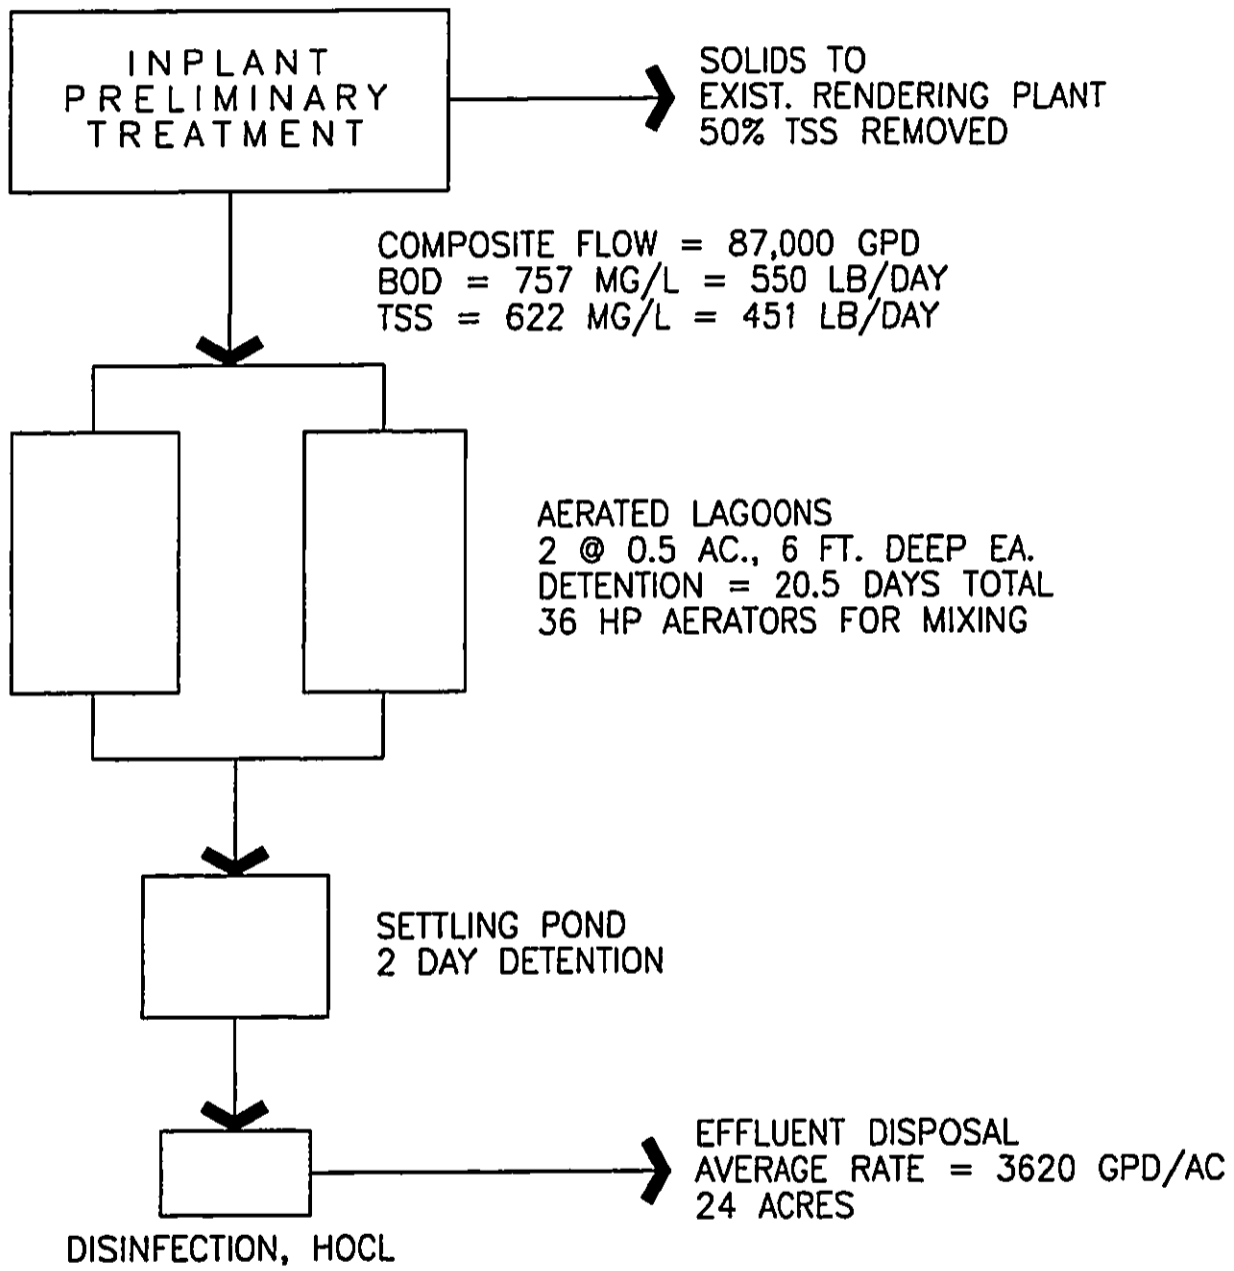 INPLANT
PRELIMINARY
TREATMENT
SOLIDS TO
EXIST. RENDERING PLANT
50% TSS REMOVED
COMPOSITE FLOW = 87,000 GPD
BOD = 757 MG/L = 550 LB/DAY
TSS = 622 MG/L = 451 LB/DAY
AERATED LAGOONS
2 @ 0.5 AC., 6 FT. DEEP EA.
DETENTION = 20.5 DAYS TOTAL
36 HP AERATORS FOR MIXING
SETTLING POND
2 DAY DETENTION
EFFLUENT DISPOSAL
AVERAGE RATE = 3620 GPD/AC
24 ACRES
DISINFECTION, HOCL